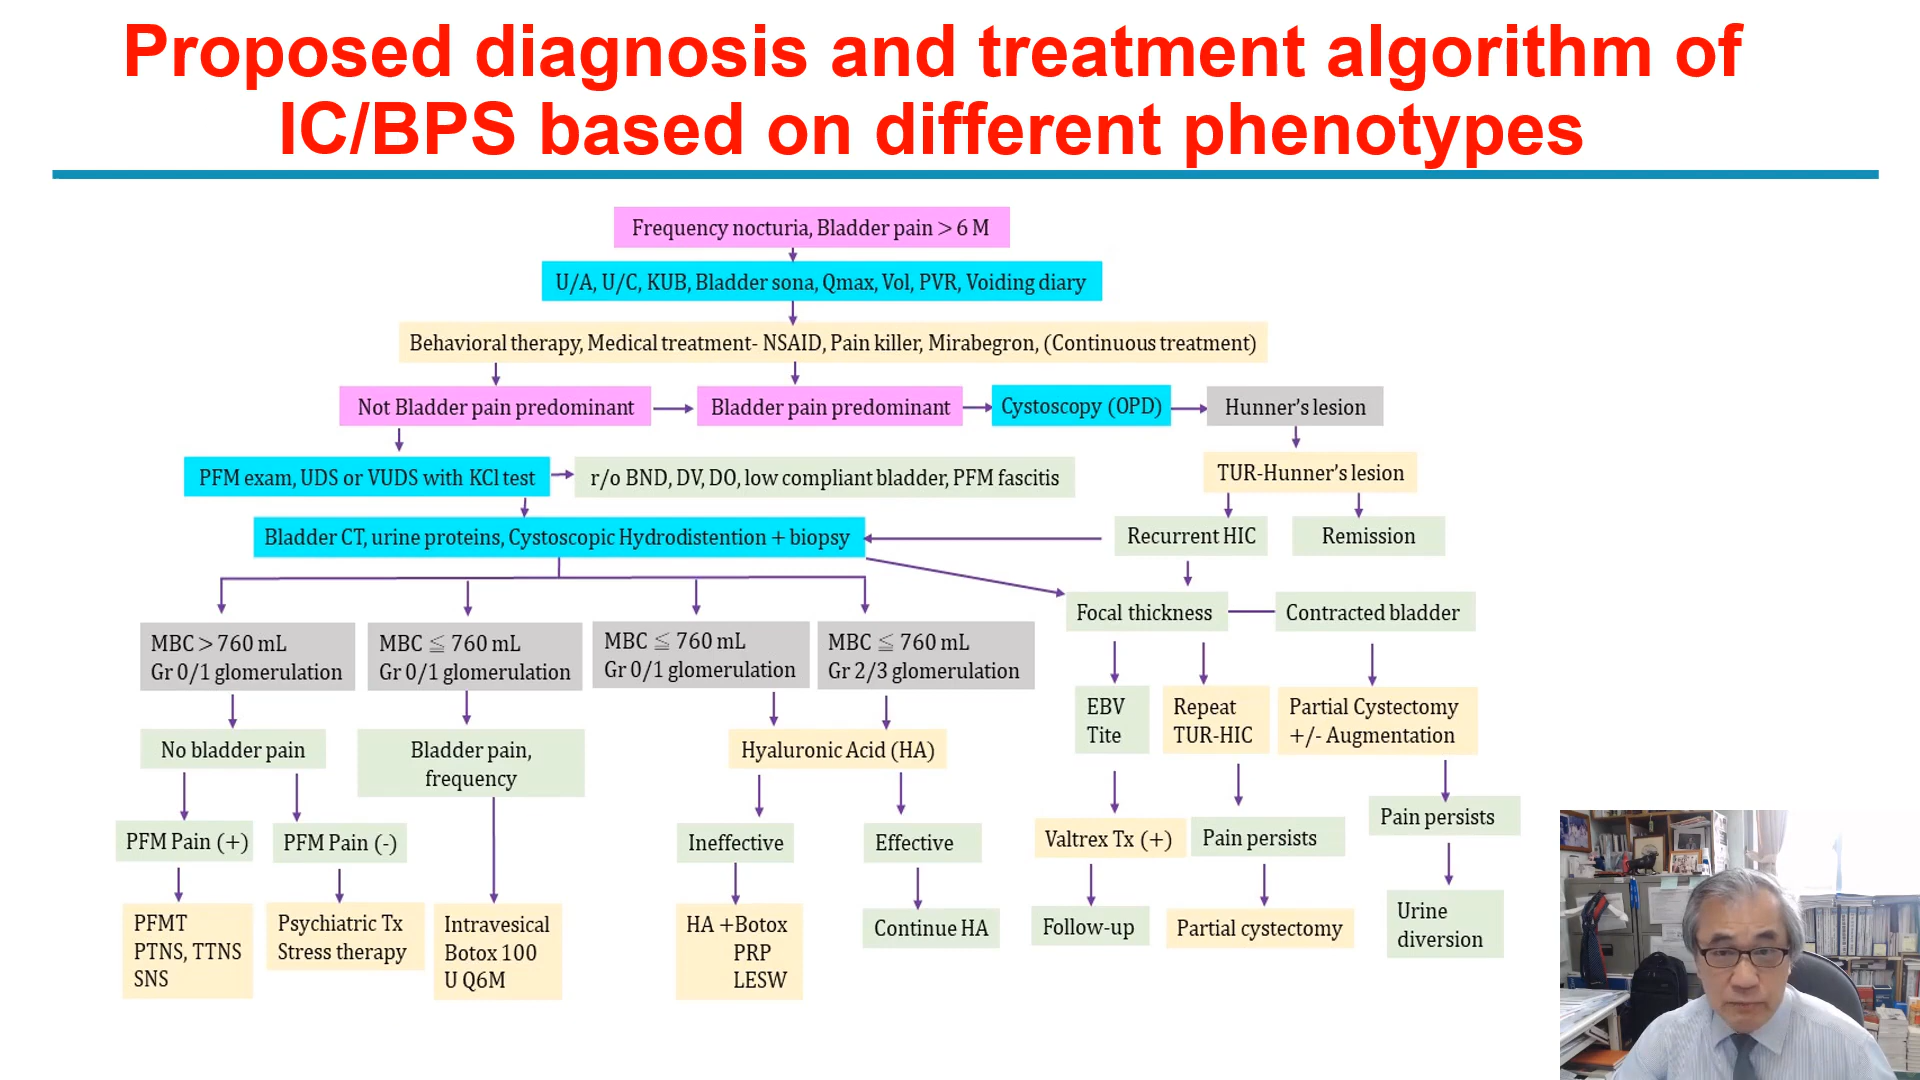 Proposed diagnosis and treatment algorithm of
IC/BPS based on different phenotypes
Frequency nocturia, Bladder pain > 6 M
U/A, U/C, KUB, Bladder sona, Qmax, Vol, PVR, Voiding diary
Behavioral therapy, Medical treatment- NSAID, Pain killer, Mirabegron, (Continuous treatment)
Not Bladder pain predominant
Bladder pain predominant
Cystoscopy (OPD)
Hunner's lesion
PFM exam, UDS or VUDS with KCl test
r/o BND, DV, DO, low compliant bladder, PFM fascitis
TUR-Hunner's lesion
Bladder CT, urine proteins, Cystoscopic Hydrodistention + biopsy
Recurrent HIC
Remission
Focal thickness
Contracted bladder
MBC > 760 mL
Gr 0/1 glomerulation
MBC ≦ 760 mL
Gr 0/1 glomerulation
MBC ≦ 760 mL
Gr 0/1 glomerulation
MBC ≦ 760 mL
Gr 2/3 glomerulation
EBV
Tite
Repeat
TUR-HIC
Partial Cystectomy
+/- Augmentation
No bladder pain
Bladder pain,
frequency
Hyaluronic Acid (HA)
PFM Pain (+)
PFM Pain (-)
Ineffective
Effective
Valtrex Tx (+)
Pain persists
Pain persists
PFMT
PTNS, TTNS
SNS
Psychiatric Tx
Stress therapy
Intravesical
Botox 100
U Q6M
HA +Botox
PRP
LESW
Continue HA
Follow-up
Partial cystectomy
Urine
diversion